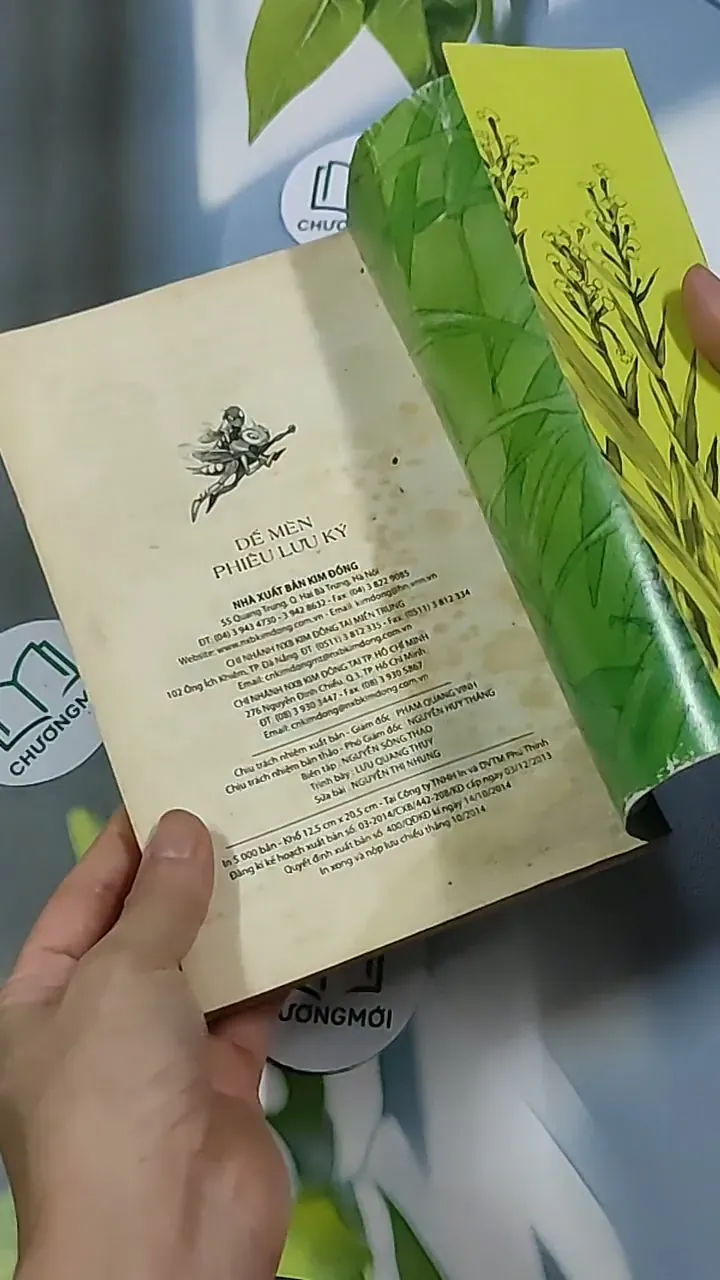 CHƯƠ
DẾ MÈN
PHIÊU LƯU KÝ
NHÀ XUẤT BẢN KIM ĐỒNG
55 Quang Trung, Q. Hai Bà Trưng, Hà Nội
ĐT: (04) 3 943 4730 - 3 942 8632 - Fax: (04) 3 822 9085
Website: www.nxbkimdong.com.vn - Email: kimdong@hn.vnn.vn
CHI NHÁNH NXB KIM ĐỒNG TẠI MIỀN TRUNG
102 Ông Ích Khiêm, TP. Đà Nẵng. ĐT: (0511) 3 812 335 - Fax: (0511) 3 812 334
Email: cnkimdongmt@nxbkimdong.com.vn
CHI NHÁNH NXB KIM ĐỒNG TẠI TP. HỒ CHÍ MINH
276 Nguyễn Đình Chiểu, Q.3, TP. Hồ Chí Minh
ĐT: (08) 3 930 3447 - Fax: (08) 3 930 5867
Email: cnkimdong@nxbkimdong.com.vn
Chịu trách nhiệm xuất bản - Giám đốc : PHẠM QUANG VINH
Chịu trách nhiệm bản thảo - Phó Giám đốc : NGUYỄN HUY THẮNG
Biên tập : NGUYỄN SÔNG THAO
Trình bày : LƯU QUANG THUỲ
Sửa bài : NGUYỄN THỊ NHUNG
In 5 000 bản - Khổ 12,5 cm x 20,5 cm - Tại Công ty TNHH In và DVTM Phú Thịnh
Đăng kí kế hoạch xuất bản số: 03-2014/CXB/442-208/KĐ cấp ngày 03/12/2013
Quyết định xuất bản số: 400/QĐKĐ kí ngày 14/10/2014
In xong và nộp lưu chiểu tháng 10/2014
CHƯƠNGM
ƯƠNGMỚI